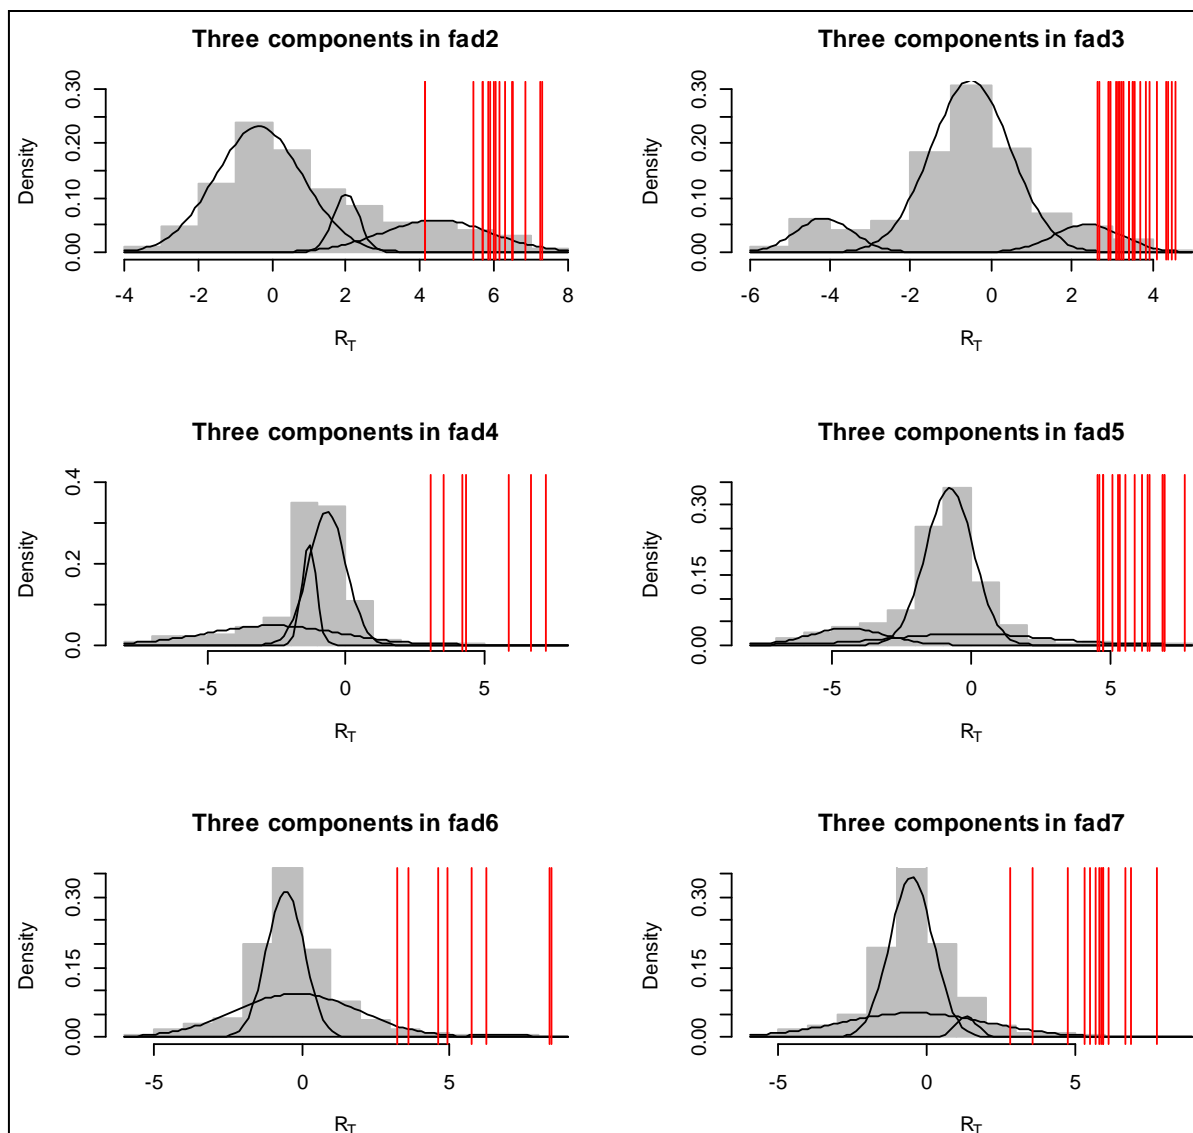 Three components in fad2
Density
0.00 0.10 0.20 0.30
-4 -2 0 2 4 6 8
R_T
Three components in fad3
Density
0.00 0.10 0.20 0.30
-6 -4 -2 0 2 4
R_T
Three components in fad4
Density
0.0 0.2 0.4
-5 0 5
R_T
Three components in fad5
Density
0.00 0.15 0.30
-5 0 5
R_T
Three components in fad6
Density
0.00 0.15 0.30
-5 0 5
R_T
Three components in fad7
Density
0.00 0.15 0.30
-5 0 5
R_T